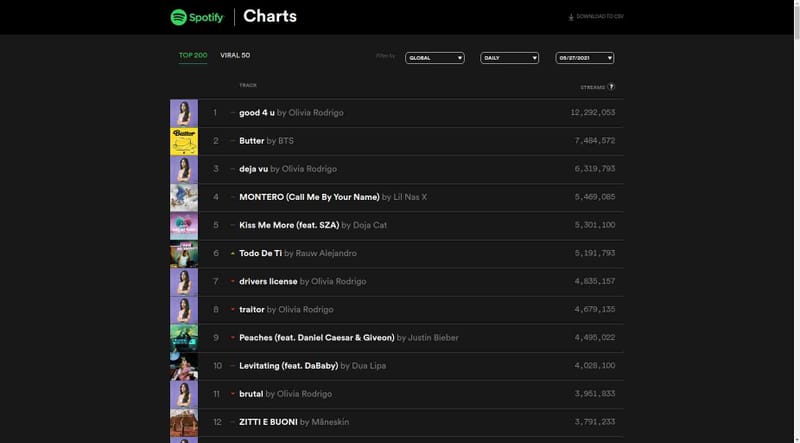 Spotify Charts
DOWNLOAD TO CSV
TOP 200 VIRAL 50 Filter by GLOBAL DAILY 05/27/2021
TRACK STREAMS ?
1 good 4 u by Olivia Rodrigo 12,292,053
2 Butter by BTS 7,484,572
3 deja vu by Olivia Rodrigo 6,319,793
4 MONTERO (Call Me By Your Name) by Lil Nas X 5,469,085
5 Kiss Me More (feat. SZA) by Doja Cat 5,301,100
6 Todo De Ti by Rauw Alejandro 5,191,793
7 drivers license by Olivia Rodrigo 4,835,157
8 traitor by Olivia Rodrigo 4,679,135
9 Peaches (feat. Daniel Caesar & Giveon) by Justin Bieber 4,495,022
10 Levitating (feat. DaBaby) by Dua Lipa 4,028,100
11 brutal by Olivia Rodrigo 3,951,833
12 ZITTI E BUONI by Måneskin 3,791,233